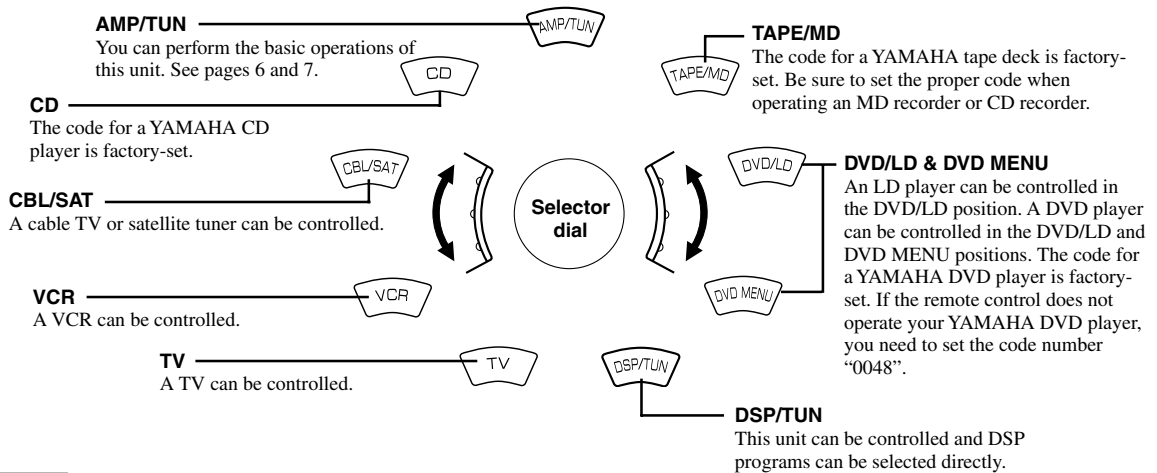 AMP/TUN
You can perform the basic operations of
this unit. See pages 6 and 7.
AMP/TUN
TAPE/MD
The code for a YAMAHA tape deck is factory-
set. Be sure to set the proper code when
operating an MD recorder or CD recorder.
TAPE/MD
CD
CD
The code for a YAMAHA CD
player is factory-set.
CBL/SAT
CBL/SAT
A cable TV or satellite tuner can be controlled.
Selector
dial
DVD/LD
DVD/LD & DVD MENU
An LD player can be controlled in
the DVD/LD position. A DVD player
can be controlled in the DVD/LD and
DVD MENU positions. The code for
a YAMAHA DVD player is factory-
set. If the remote control does not
operate your YAMAHA DVD player,
you need to set the code number
“0048”.
DVD MENU
VCR
VCR
A VCR can be controlled.
TV
TV
A TV can be controlled.
DSP/TUN
DSP/TUN
This unit can be controlled and DSP
programs can be selected directly.